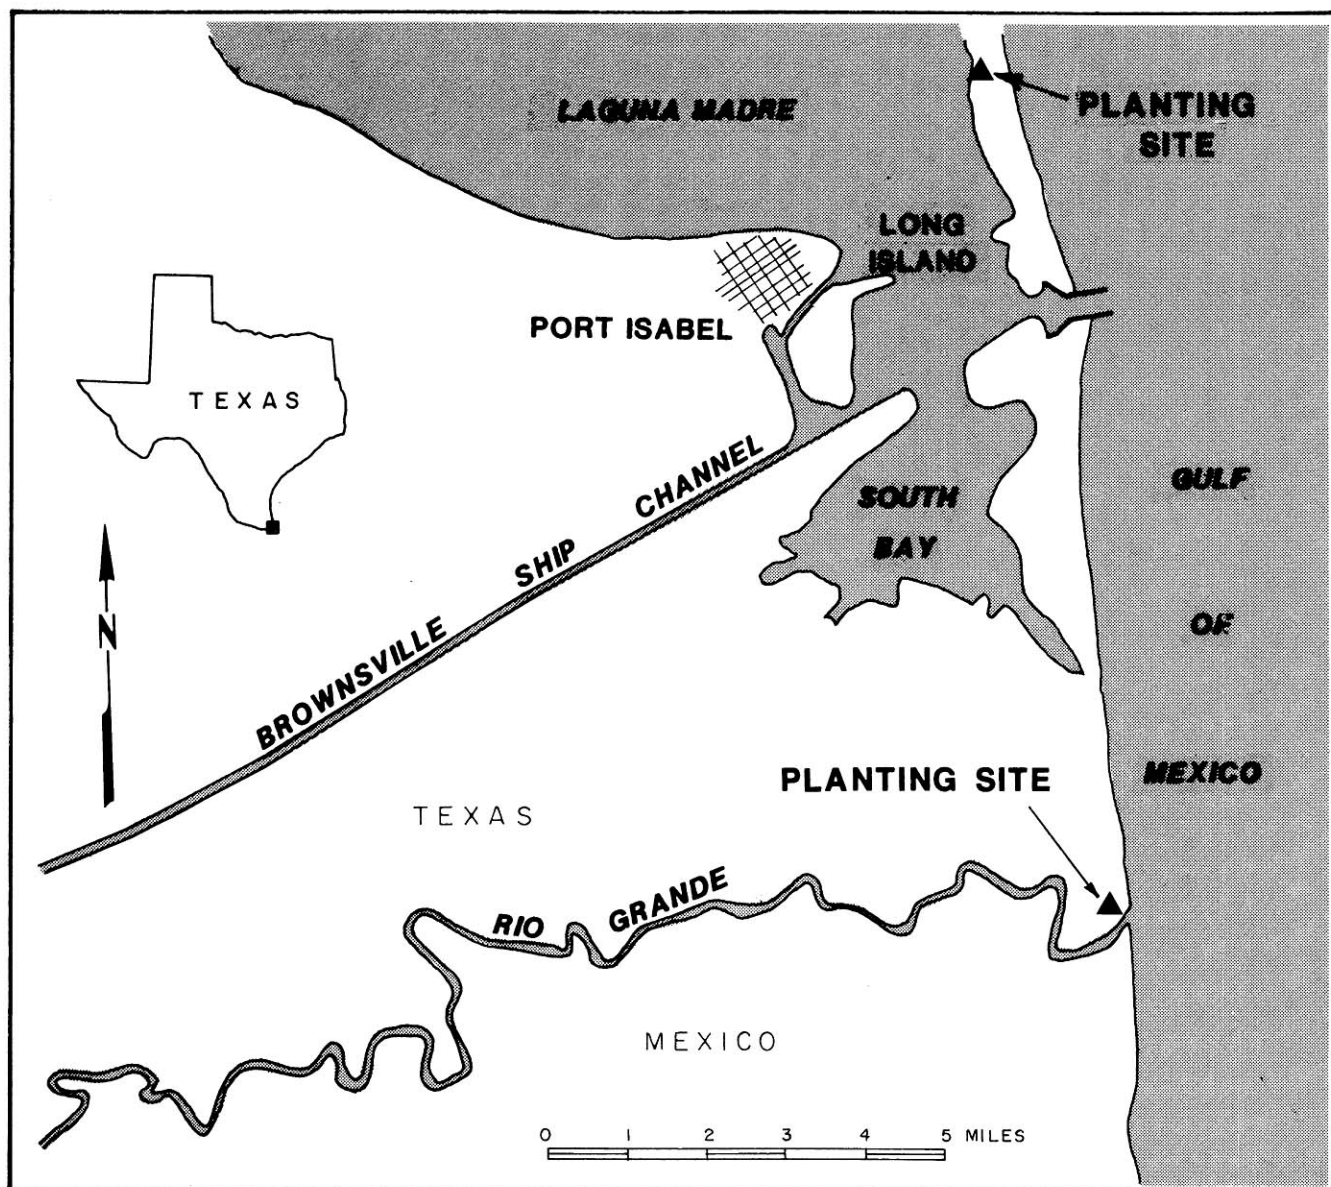 LAGUNA MADRE
PLANTING
SITE
LONG
ISLAND
PORT ISABEL
TEXAS
BROWNSVILLE SHIP CHANNEL
SOUTH
BAY
GULF
OF
MEXICO
N
PLANTING SITE
TEXAS
RIO GRANDE
MEXICO
0 1 2 3 4 5 MILES